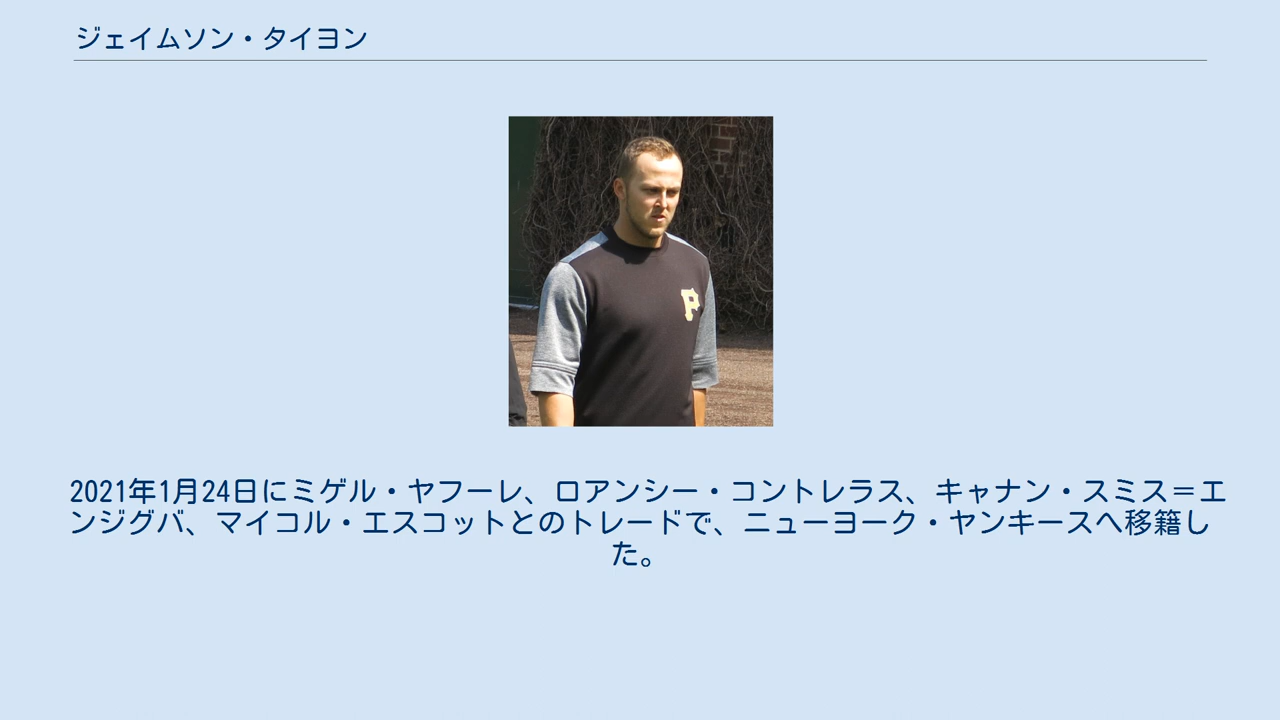 ジェイムソン・タイヨン
P
2021年1月24日にミゲル・ヤフーレ、ロアンシー・コントレラス、キャナン・スミス＝エ
ンジグバ、マイコル・エスコットとのトレードで、ニューヨーク・ヤンキースへ移籍し
た。